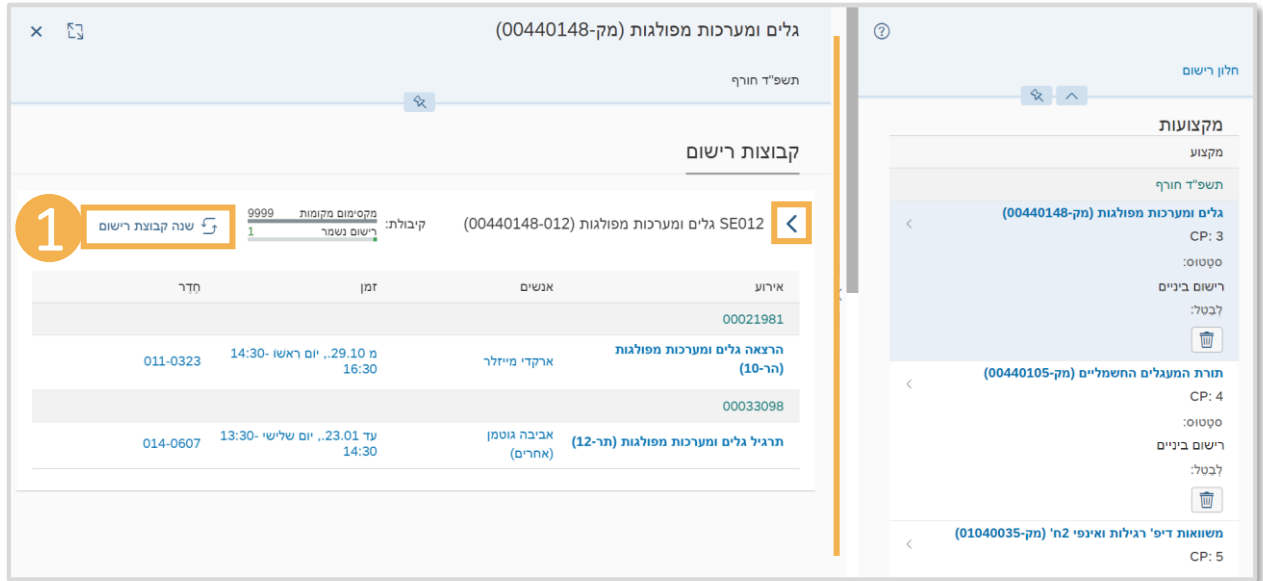 חלון רישום
מקצועות
מקצוע
תשפ"ד חורף
גלים ומערכות מפולגות (מק-00440148)
CP: 3
סטָטוּס:
רישום ביניים
לְבַטֵל:
תורת המעגלים החשמליים (מק-00440105)
CP: 4
סטָטוּס:
רישום ביניים
לְבַטֵל:
משוואות דיפ' רגילות ואינפי 2ח' (מק-01040035)
CP: 5
גלים ומערכות מפולגות (מק-00440148)
תשפ"ד חורף
קבוצות רישום
SE012 גלים ומערכות מפולגות (00440148-012)
קיבולת:
מקסימום מקומות 9999
רישום נשמר 1
שנה קבוצת רישום
1
אירוע אנשים זמן חֶדֶר
00021981
הרצאה גלים ומערכות מפולגות
(הר-10)
ארקדי מייזלר
מ 29.10., יום ראשו 14:30-
16:30
011-0323
00033098
תרגיל גלים ומערכות מפולגות (תר-12)
אביבה גוטמן
(אחרים)
עד 23.01., יום שלישי 13:30-
14:30
014-0607